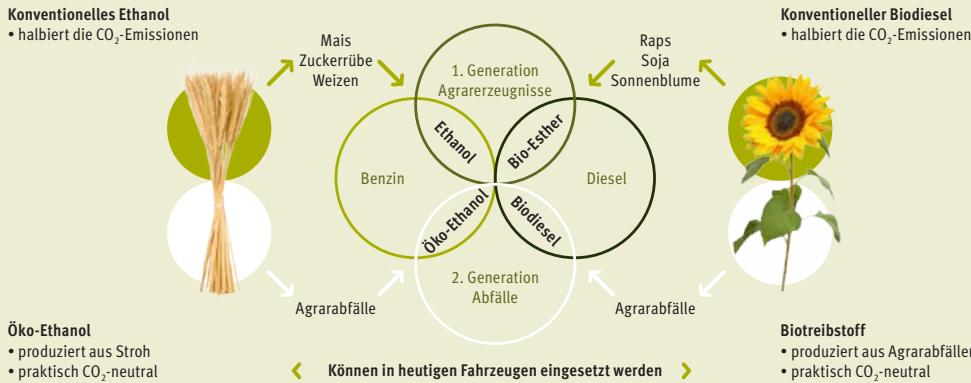 Konventionelles Ethanol
• halbiert die CO₂-Emissionen
Mais
Zuckerrübe
Weizen
1. Generation
Agrarerzeugnisse
Raps
Soja
Sonnenblume
Konventioneller Biodiesel
• halbiert die CO₂-Emissionen
Ethanol
Bio-Esther
Benzin
Diesel
Öko-Ethanol
Biodiesel
2. Generation
Abfälle
Agrarabfälle
Agrarabfälle
Öko-Ethanol
• produziert aus Stroh
• praktisch CO₂-neutral
Können in heutigen Fahrzeugen eingesetzt werden
Biotreibstoff
• produziert aus Agrarabfällen
• praktisch CO₂-neutral